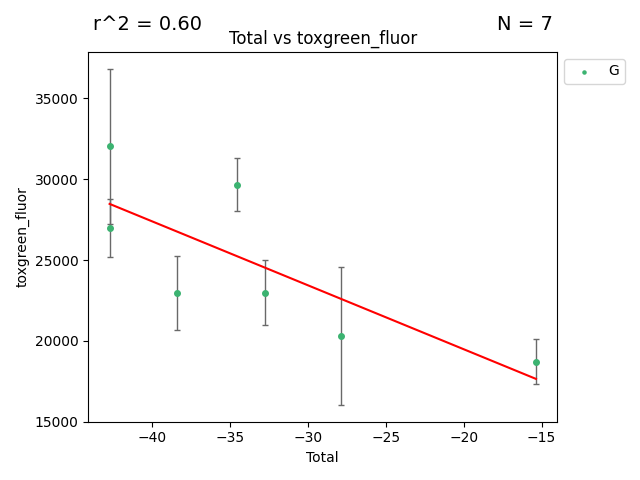 r^2 = 0.60
N = 7
Total vs toxgreen_fluor
G
35000
30000
25000
20000
15000
toxgreen_fluor
−40
−35
−30
−25
−20
−15
Total